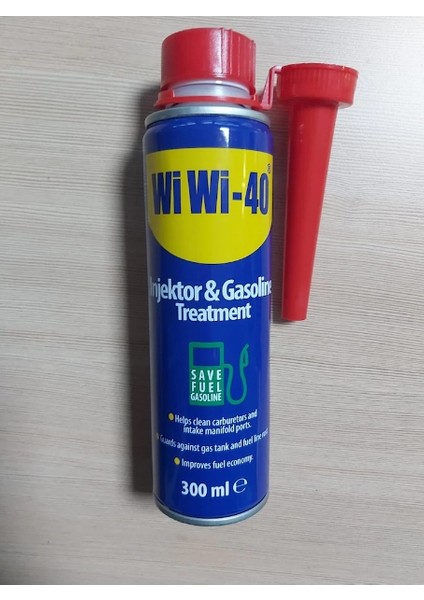 Wi Wi-40
®
Injektor & Gasoline
Treatment
SAVE
FUEL
GASOLINE
Helps clean carburetors and
intake manifold ports.
Guards against gas tank and fuel line rust.
Improves fuel economy.
300 ml ℮